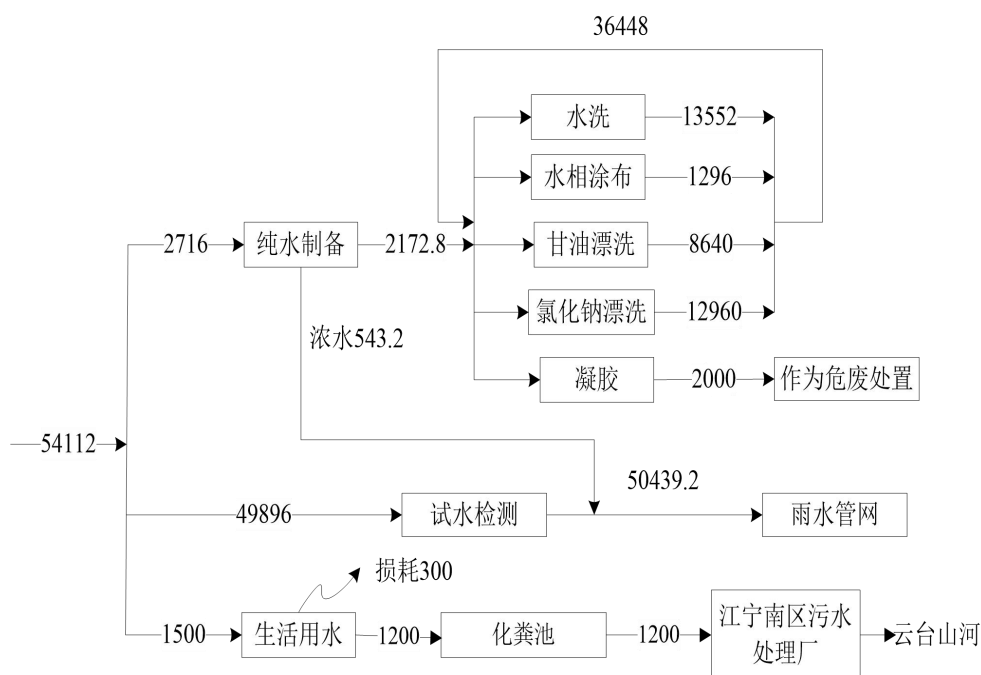 36448
水洗
13552
水相涂布
1296
2716
纯水制备
2172.8
甘油漂洗
8640
氯化钠漂洗
12960
浓水543.2
凝胶
2000
作为危废处置
54112
50439.2
49896
试水检测
雨水管网
损耗300
1500
生活用水
1200
化粪池
1200
江宁南区污水
处理厂
云台山河